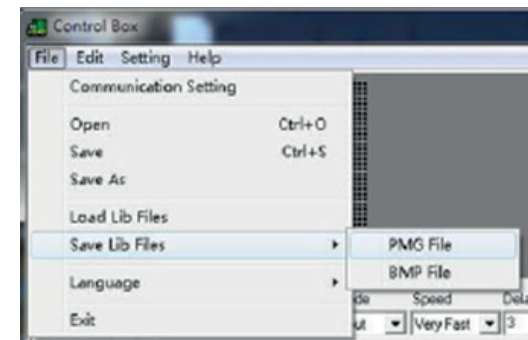 Control Box
File Edit Setting Help
Communication Setting
Open Ctrl+O
Save Ctrl+S
Save As
Load Lib Files
Save Lib Files
PMG File
BMP File
Language
Speed
Exit
Very Fast 3